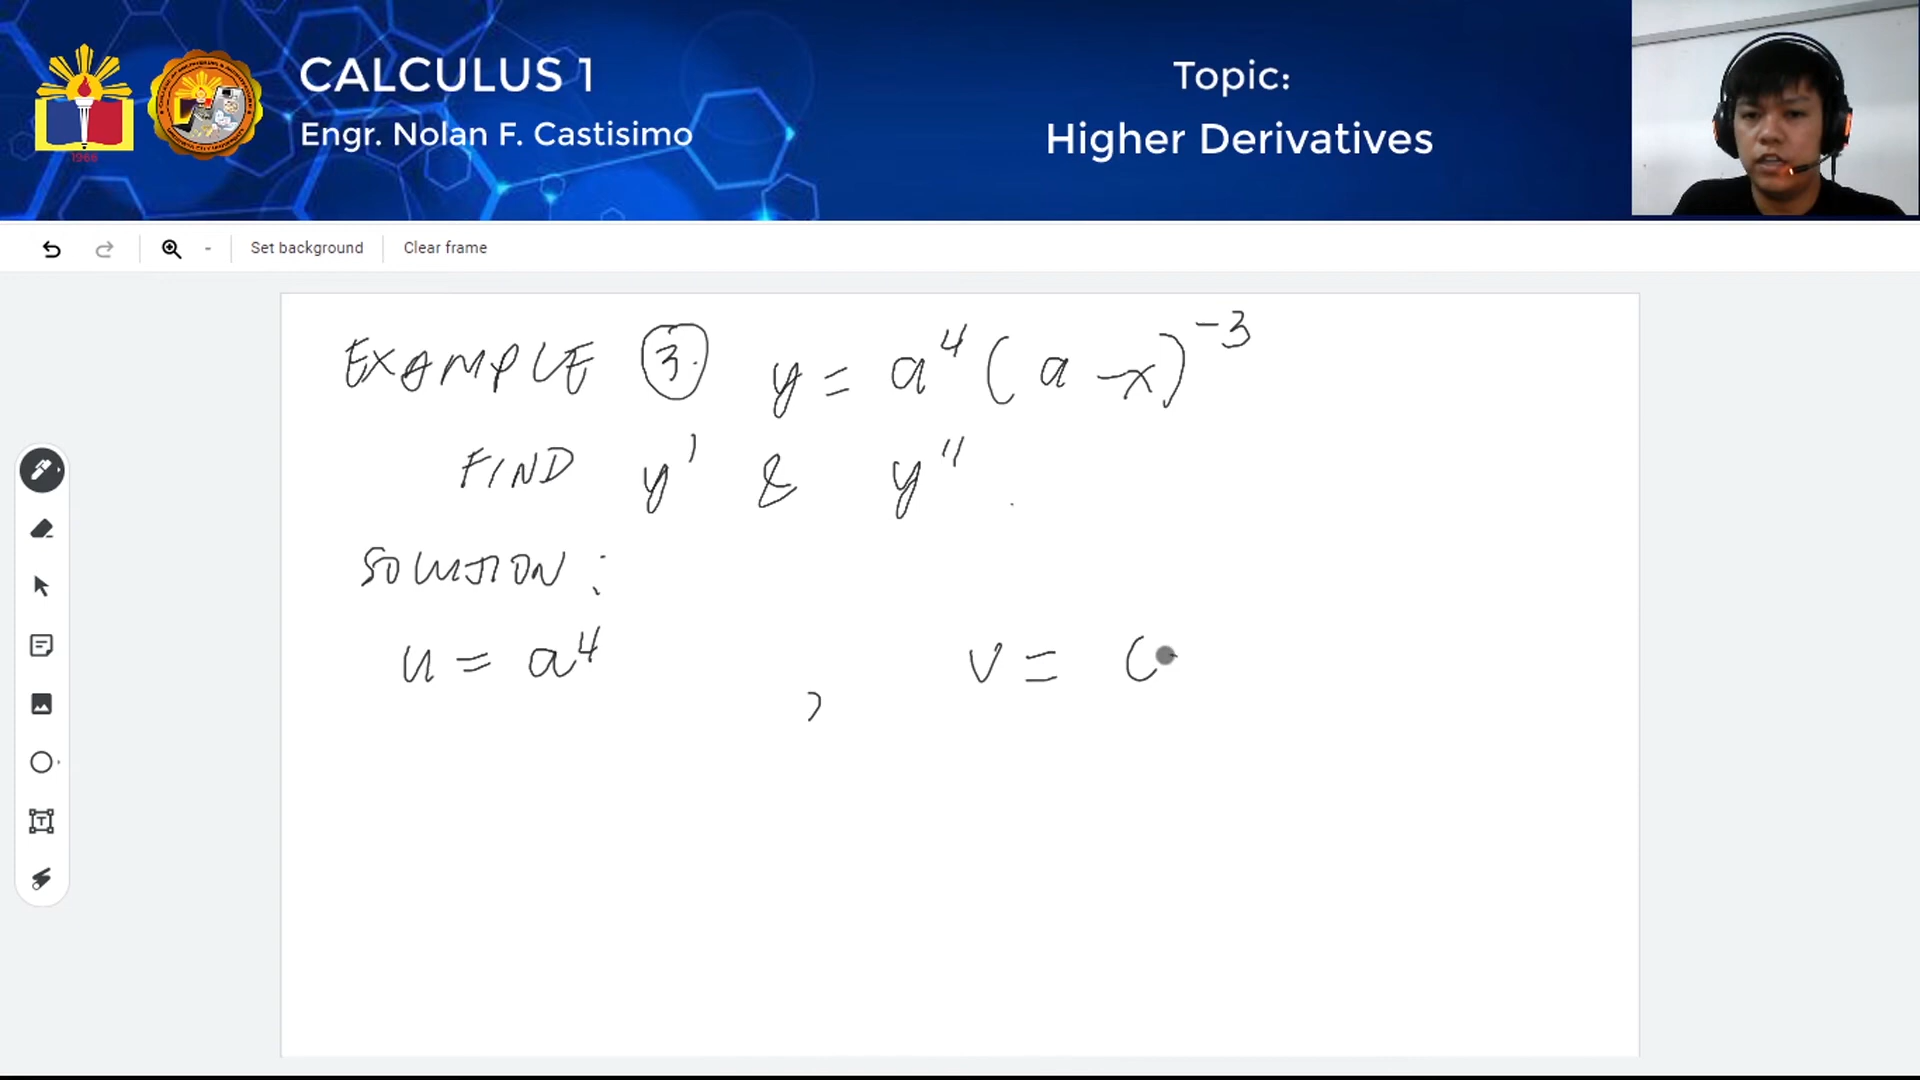 CALCULUS 1
Engr. Nolan F. Castisimo
Topic:
Higher Derivatives
1966
Set background
Clear frame
EXAMPLE 3. y = a⁴(a-x)⁻³
FIND y' & y".
SOLUTION:
u = a⁴ , v = (